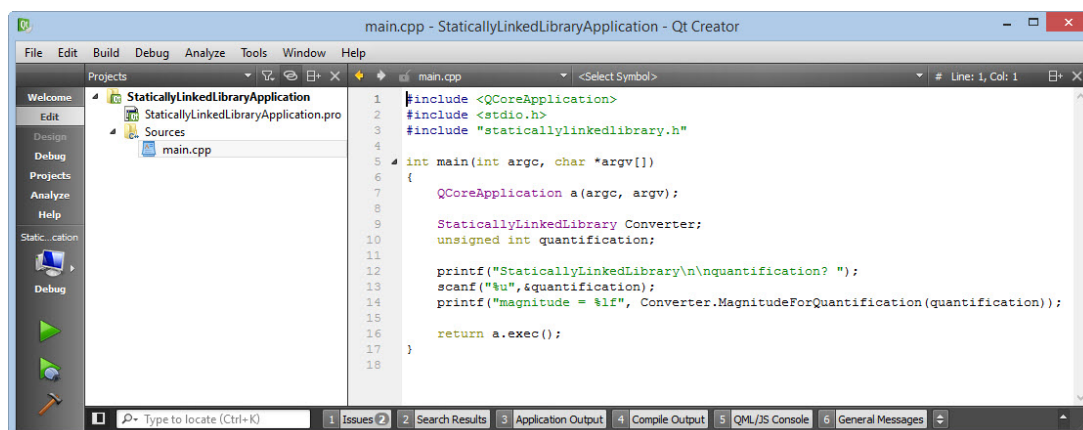 main.cpp - StaticallyLinkedLibraryApplication - Qt Creator
File Edit Build Debug Analyze Tools Window Help
Projects
main.cpp
<Select Symbol>
# Line: 1, Col: 1
Welcome
Edit
Design
Debug
Projects
Analyze
Help
Static...cation
Debug
StaticallyLinkedLibraryApplication
StaticallyLinkedLibraryApplication.pro
Sources
main.cpp
1 #include <QCoreApplication>
2 #include <stdio.h>
3 #include "staticallylinkedlibrary.h"
4
5 int main(int argc, char *argv[])
6 {
7 QCoreApplication a(argc, argv);
8
9 StaticallyLinkedLibrary Converter;
10 unsigned int quantification;
11
12 printf("StaticallyLinkedLibrary\n\nquantification? ");
13 scanf("%u",&quantification);
14 printf("magnitude = %lf", Converter.MagnitudeForQuantification(quantification));
15
16 return a.exec();
17 }
18
Type to locate (Ctrl+K)
1 Issues 2
2 Search Results
3 Application Output
4 Compile Output
5 QML/JS Console
6 General Messages